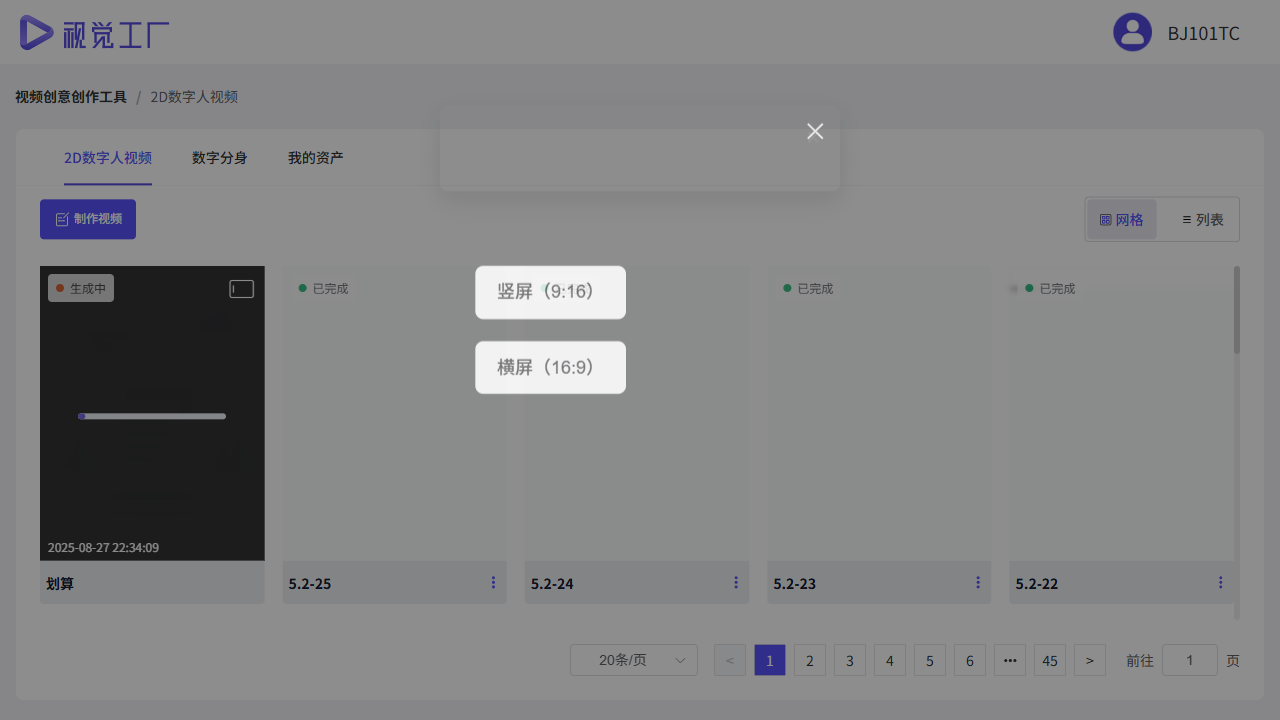 视觉工厂
BJ101TC
视频创意创作工具 / 2D数字人视频
2D数字人视频 数字分身 我的资产
制作视频
网格 列表
生成中
已完成
竖屏（9:16）
已完成
已完成
横屏（16:9）
2025-08-27 22:34:09
划算
5.2-25
5.2-24
5.2-23
5.2-22
20条/页 < 1 2 3 4 5 6 ••• 45 > 前往 1 页